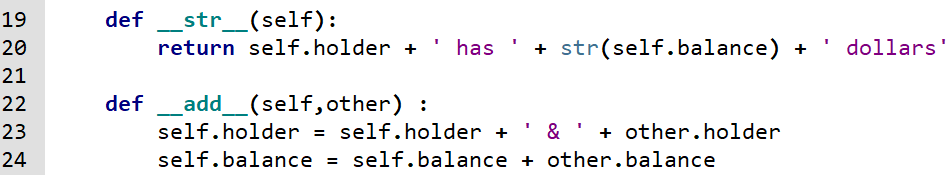 19 def __str__(self):
20 return self.holder + ' has ' + str(self.balance) + ' dollars'
21
22 def __add__(self,other) :
23 self.holder = self.holder + ' & ' + other.holder
24 self.balance = self.balance + other.balance